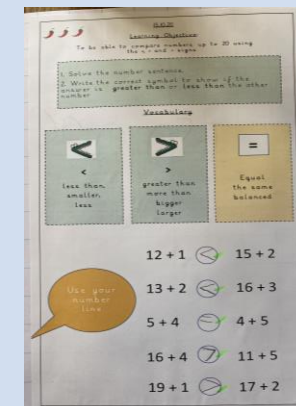 Learning Objective
To be able to compare numbers up to 20 using
the < and > signs
1. Solve the number sentence.
2. Write the correct symbol to show if the
answer is greater than or less than the other
number
Vocabulary
<
<
less than
smaller
less
>
>
greater than
more than
bigger
larger
=
Equal
the same
balanced
Use your
number
line
12 + 1 < 15 + 2
13 + 2 < 16 + 3
5 + 4 = 4 + 5
16 + 4 > 11 + 5
19 + 1 > 17 + 2